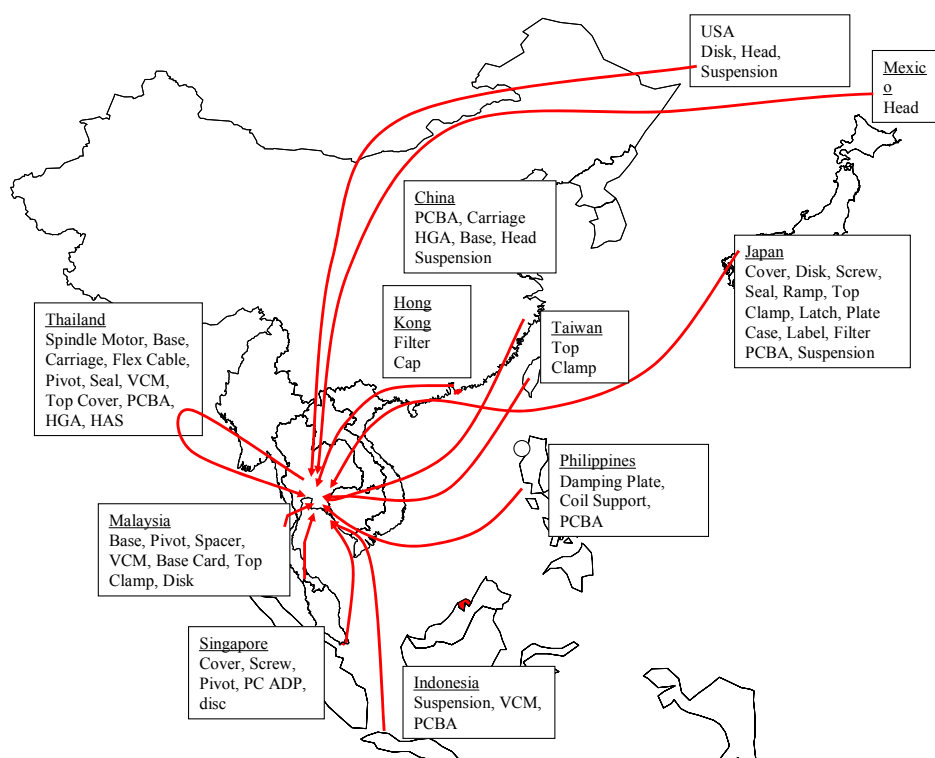 USA
Disk, Head,
Suspension
Mexic
o
Head
China
PCBA, Carriage
HGA, Base, Head
Suspension
Japan
Cover, Disk, Screw,
Seal, Ramp, Top
Clamp, Latch, Plate
Case, Label, Filter
PCBA, Suspension
Hong
Kong
Filter
Cap
Taiwan
Top
Clamp
Thailand
Spindle Motor, Base,
Carriage, Flex Cable,
Pivot, Seal, VCM,
Top Cover, PCBA,
HGA, HAS
Philippines
Damping Plate,
Coil Support,
PCBA
Malaysia
Base, Pivot, Spacer,
VCM, Base Card, Top
Clamp, Disk
Singapore
Cover, Screw,
Pivot, PC ADP,
disc
Indonesia
Suspension, VCM,
PCBA